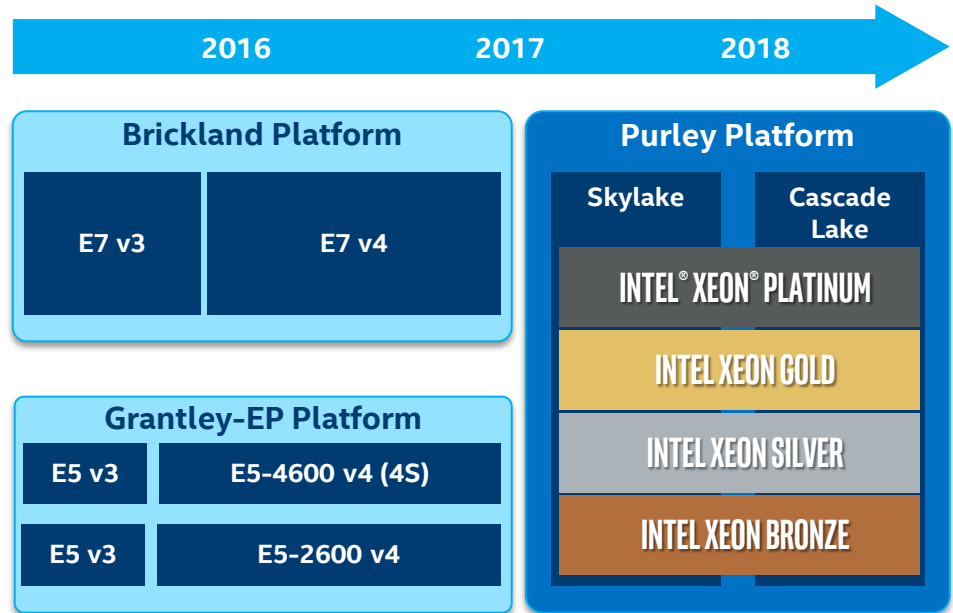 2016 2017 2018
Brickland Platform
E7 v3 E7 v4
Grantley-EP Platform
E5 v3 E5-4600 v4 (4S)
E5 v3 E5-2600 v4
Purley Platform
Skylake
Cascade
Lake
INTEL® XEON® PLATINUM
INTEL XEON GOLD
INTEL XEON SILVER
INTEL XEON BRONZE